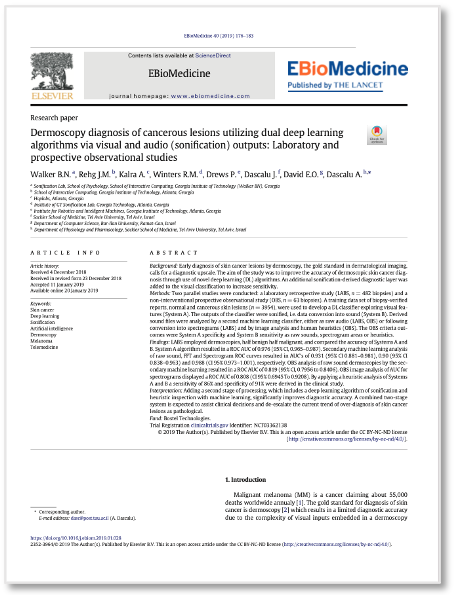 EBioMedicine 40 (2019) 176–183
Contents lists available at ScienceDirect
EBioMedicine
journal homepage: www.ebiomedicine.com
ELSEVIER
EBioMedicine
Published by THE LANCET
Research paper
Dermoscopy diagnosis of cancerous lesions utilizing dual deep learning
algorithms via visual and audio (sonification) outputs: Laboratory and
prospective observational studies
Walker B.N. a, Rehg J.M. b, Kalra A. c, Winters R.M. d, Drews P. e, Dascalu J. f, David E.O. g, Dascalu A. h,*
a Sonification Lab, School of Psychology, School of Interactive Computing, Georgia Institute of Technology (Walker BN), Georgia
b School of Interactive Computing, Georgia Institute of Technology, Atlanta, Georgia
c Hopkds, Atlanta, Georgia
d Institute of GT Sonification Lab, Georgia Technology, Atlanta, Georgia
e Institute for Robotics and Intelligent Machines, Georgia Institute of Technology, Atlanta, Georgia
f Sackler School of Medicine, Tel Aviv University, Tel Aviv, Israel
g Department of Computer Science, Bar-Ilan University, Ramat-Gan, Israel
h Department of Physiology and Pharmacology, Sackler School of Medicine, Tel Aviv University, Tel Aviv, Israel
ARTICLE INFO
Article history:
Received 4 December 2018
Received in revised form 23 December 2019
Accepted 11 January 2019
Available online 20 January 2019
Keywords:
Skin cancer
Deep learning
Sonification
Artificial intelligence
Dermoscopy
Melanoma
Telemedicine
ABSTRACT
Background: Early diagnosis of skin cancer lesions by dermoscopy, the gold standard in dermatological imaging,
calls for a diagnostic upscale. The aim of the study was to improve the accuracy of dermoscopic skin cancer diag-
nosis through use of novel deep learning (DL) algorithms. An additional sonification-derived diagnostic layer was
added to the visual classification to increase sensitivity.
Methods: Two parallel studies were conducted: a laboratory retrospective study (LABS, n = 482 biopsies) and a
non-interventional prospective observational study (OBS, n = 63 biopsies). A training data set of biopsy-verified
reports, normal and cancerous skin lesions (n = 3954), were used to develop a DL classifier exploring visual fea-
tures (System A). The outputs of the classifier were sonified, i.e. data conversion into sound (System B). Derived
sound files were analyzed by a second machine learning classifier, either as raw audio (LABS, OBS) or following
conversion into spectrograms (LABS) and by image analysis and human heuristics (OBS). The OBS criteria out-
comes were System A specificity and System B sensitivity as raw sounds, spectrogram areas or heuristics.
Findings: LABS employed dermoscopies, half benign half malignant, and compared the accuracy of Systems A and
B. System A algorithm resulted in a ROC AUC of 0.976 (95% CI, 0.965–0.987). Secondary machine learning analysis
of raw sound, FFT and Spectrogram ROC curves resulted in AUC's of 0.931 (95% CI 0.881–0.981), 0.90 (95% CI
0.838–0.963) and 0.988 (CI 95% 0.973–1.001), respectively. OBS analysis of raw sound dermoscopies by the sec-
ondary machine learning resulted in a ROC AUC of 0.819 (95% CI, 0.7956 to 0.8406). OBS image analysis of AUC for
spectrograms displayed a ROC AUC of 0.808 (CI 95% 0.6945 To 0.9208). By applying a heuristic analysis of Systems
A and B a sensitivity of 86% and specificity of 91% were derived in the clinical study.
Interpretation: Adding a second stage of processing, which includes a deep learning algorithm of sonification and
heuristic inspection with machine learning, significantly improves diagnostic accuracy. A combined two-stage
system is expected to assist clinical decisions and de-escalate the current trend of over-diagnosis of skin cancer
lesions as pathological.
Fund: Bostel Technologies.
Trial Registration clinicaltrials.gov Identifier: NCT03362138
© 2019 The Author(s). Published by Elsevier B.V. This is an open access article under the CC BY-NC-ND license
(http://creativecommons.org/licenses/by-nc-nd/4.0/).
1. Introduction
Malignant melanoma (MM) is a cancer claiming about 55,000
deaths worldwide annualy [1]. The gold standard for diagnosis of skin
cancer is dermoscopy [2] which results in a limited diagnostic accuracy
due to the complexity of visual inputs embedded in a dermoscopy
* Corresponding author.
E-mail address: (A. Dascalu).
https://doi.org/10.1016/j.ebiom.2019.01.028
2352-3964/© 2019 The Author(s). Published by Elsevier B.V. This is an open access article under the CC BY-NC-ND license (http://creativecommons.org/licenses/by-nc-nd/4.0/).